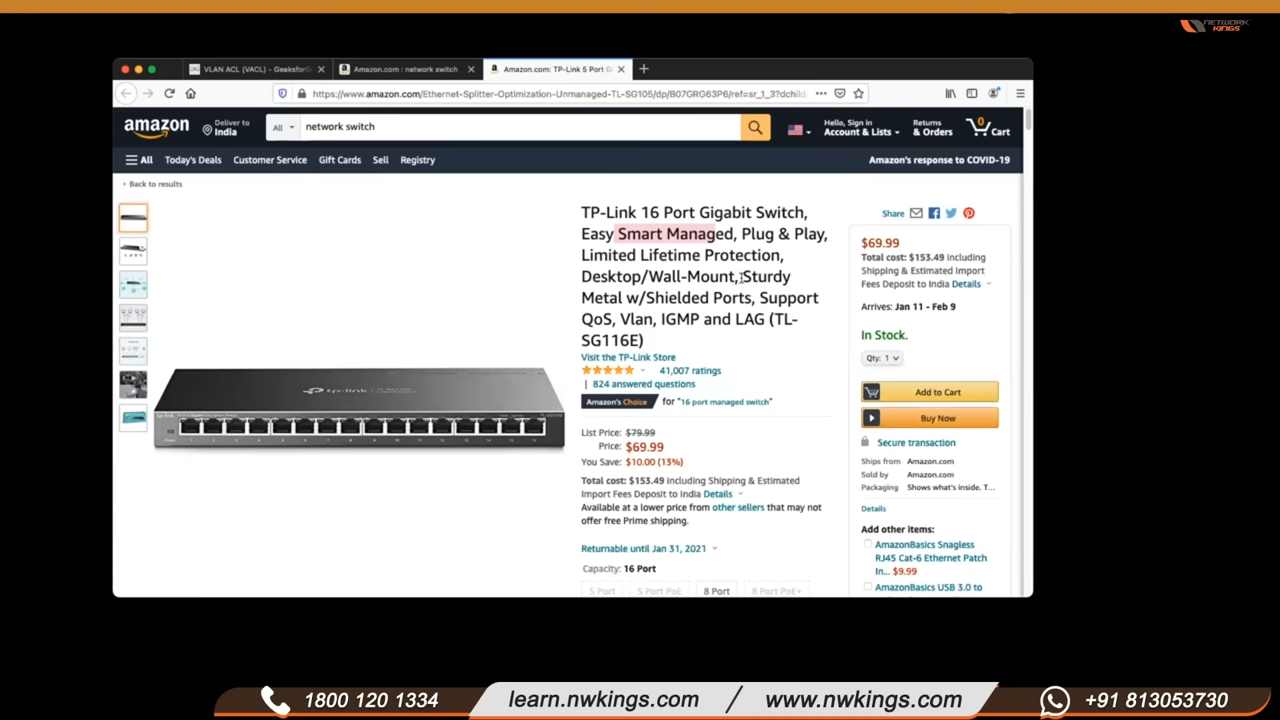 NETWORK
KINGS
VLAN ACL (VACL) - Geeksfor
Amazon.com : network switch
Amazon.com: TP-Link 5 Port G
https://www.amazon.com/Ethernet-Splitter-Optimization-Unmanaged-TL-SG105/dp/B07GRG63P6/ref=sr_1_3?dchild
amazon
Deliver to
India
All
network switch
Hello, Sign in
Account & Lists
Returns
& Orders
0
Cart
All
Today's Deals
Customer Service
Gift Cards
Sell
Registry
Amazon's response to COVID-19
‹ Back to results
TP-Link 16 Port Gigabit Switch,
Easy Smart Managed, Plug & Play,
Limited Lifetime Protection,
Desktop/Wall-Mount, Sturdy
Metal w/Shielded Ports, Support
QoS, Vlan, IGMP and LAG (TL-
SG116E)
Visit the TP-Link Store
41,007 ratings
| 824 answered questions
Amazon's Choice for "16 port managed switch"
List Price: $79.99
Price: $69.99
You Save: $10.00 (13%)
Total cost: $153.49 including Shipping & Estimated
Import Fees Deposit to India Details
Available at a lower price from other sellers that may not
offer free Prime shipping.
Returnable until Jan 31, 2021
Capacity: 16 Port
5 Port
5 Port PoE
8 Port
8 Port PoE+
tp-link
Share
$69.99
Total cost: $153.49 including
Shipping & Estimated Import
Fees Deposit to India Details
Arrives: Jan 11 - Feb 9
In Stock.
Qty: 1
Add to Cart
Buy Now
Secure transaction
Ships from Amazon.com
Sold by Amazon.com
Packaging Shows what's inside. T...
Details
Add other items:
AmazonBasics Snagless
RJ45 Cat-6 Ethernet Patch
In... $9.99
AmazonBasics USB 3.0 to
1800 120 1334
learn.nwkings.com / www.nwkings.com
+91 813053730